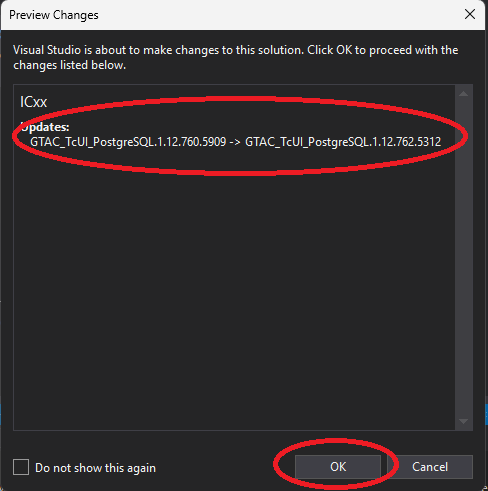 Preview Changes
Visual Studio is about to make changes to this solution. Click OK to proceed with the
changes listed below.
ICxx
Updates:
GTAC_TcUI_PostgreSQL.1.12.760.5909 -> GTAC_TcUI_PostgreSQL.1.12.762.5312
Do not show this again
OK
Cancel